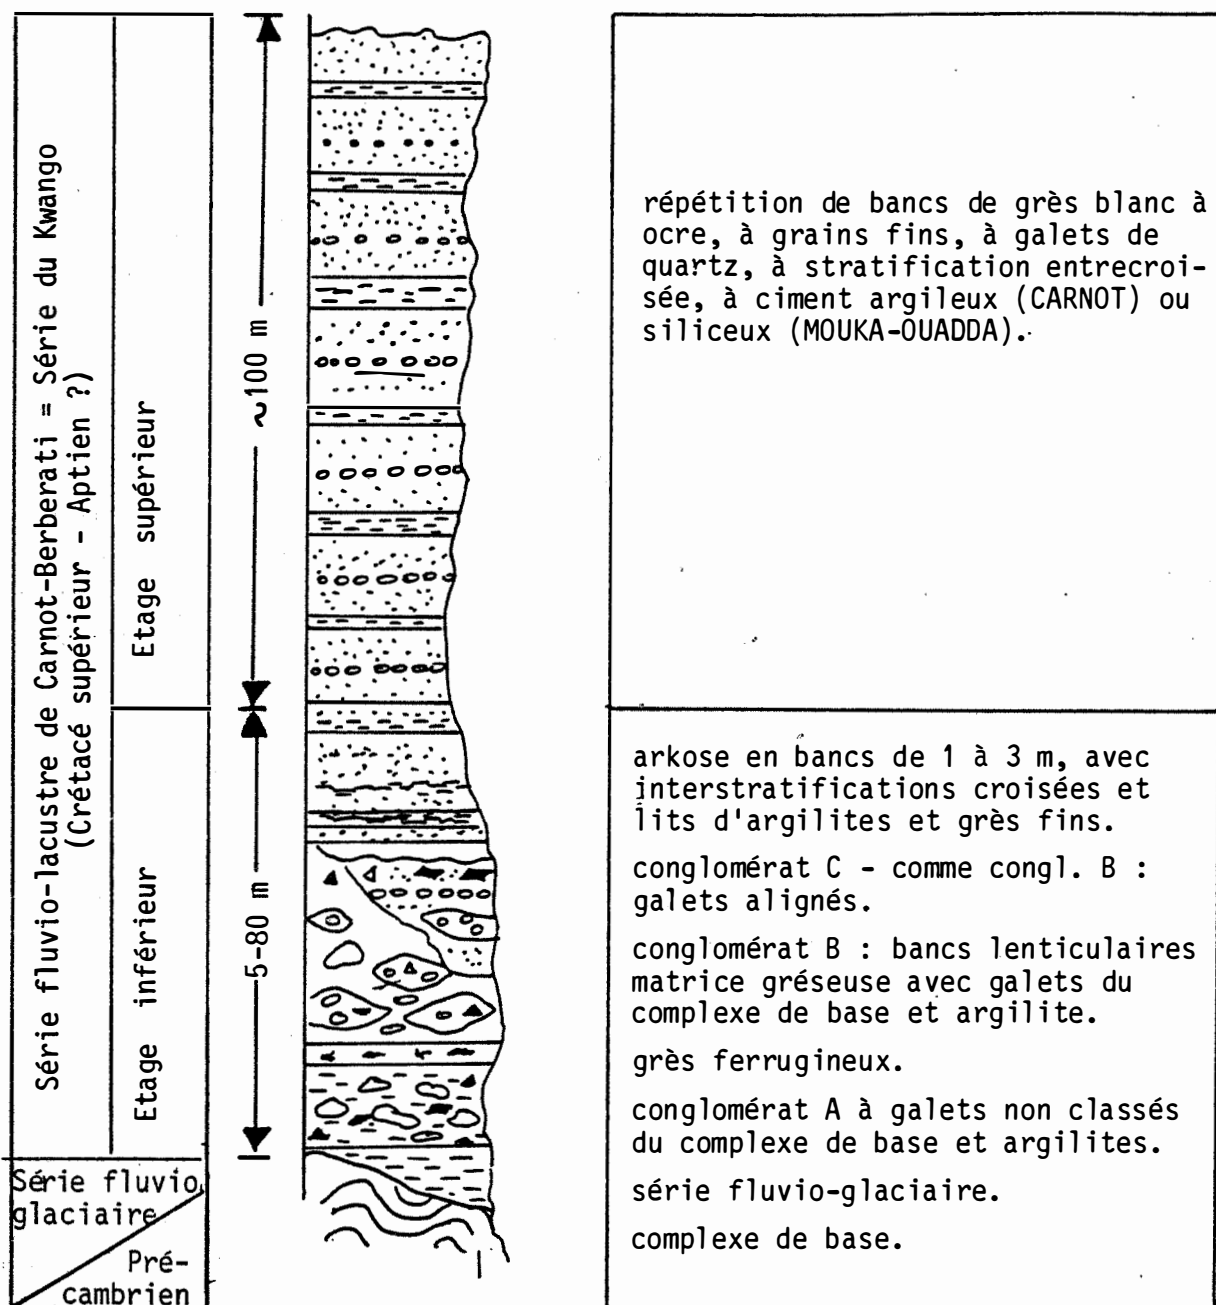 Série fluvio-lacustre de Carnot-Berberati = Série du Kwango
(Crétacé supérieur - Aptien ?)
Etage supérieur
~100 m
répétition de bancs de grès blanc à
ocre, à grains fins, à galets de
quartz, à stratification entrecroi-
sée, à ciment argileux (CARNOT) ou
siliceux (MOUKA-OUADDA).
Etage inférieur
5-80 m
arkose en bancs de 1 à 3 m, avec
interstratifications croisées et
lits d'argilites et grès fins.
conglomérat C - comme congl. B :
galets alignés.
conglomérat B : bancs lenticulaires
matrice gréseuse avec galets du
complexe de base et argilite.
grès ferrugineux.
conglomérat A à galets non classés
du complexe de base et argilites.
série fluvio-glaciaire.
complexe de base.
Série fluvio
glaciaire
Pré-
cambrien